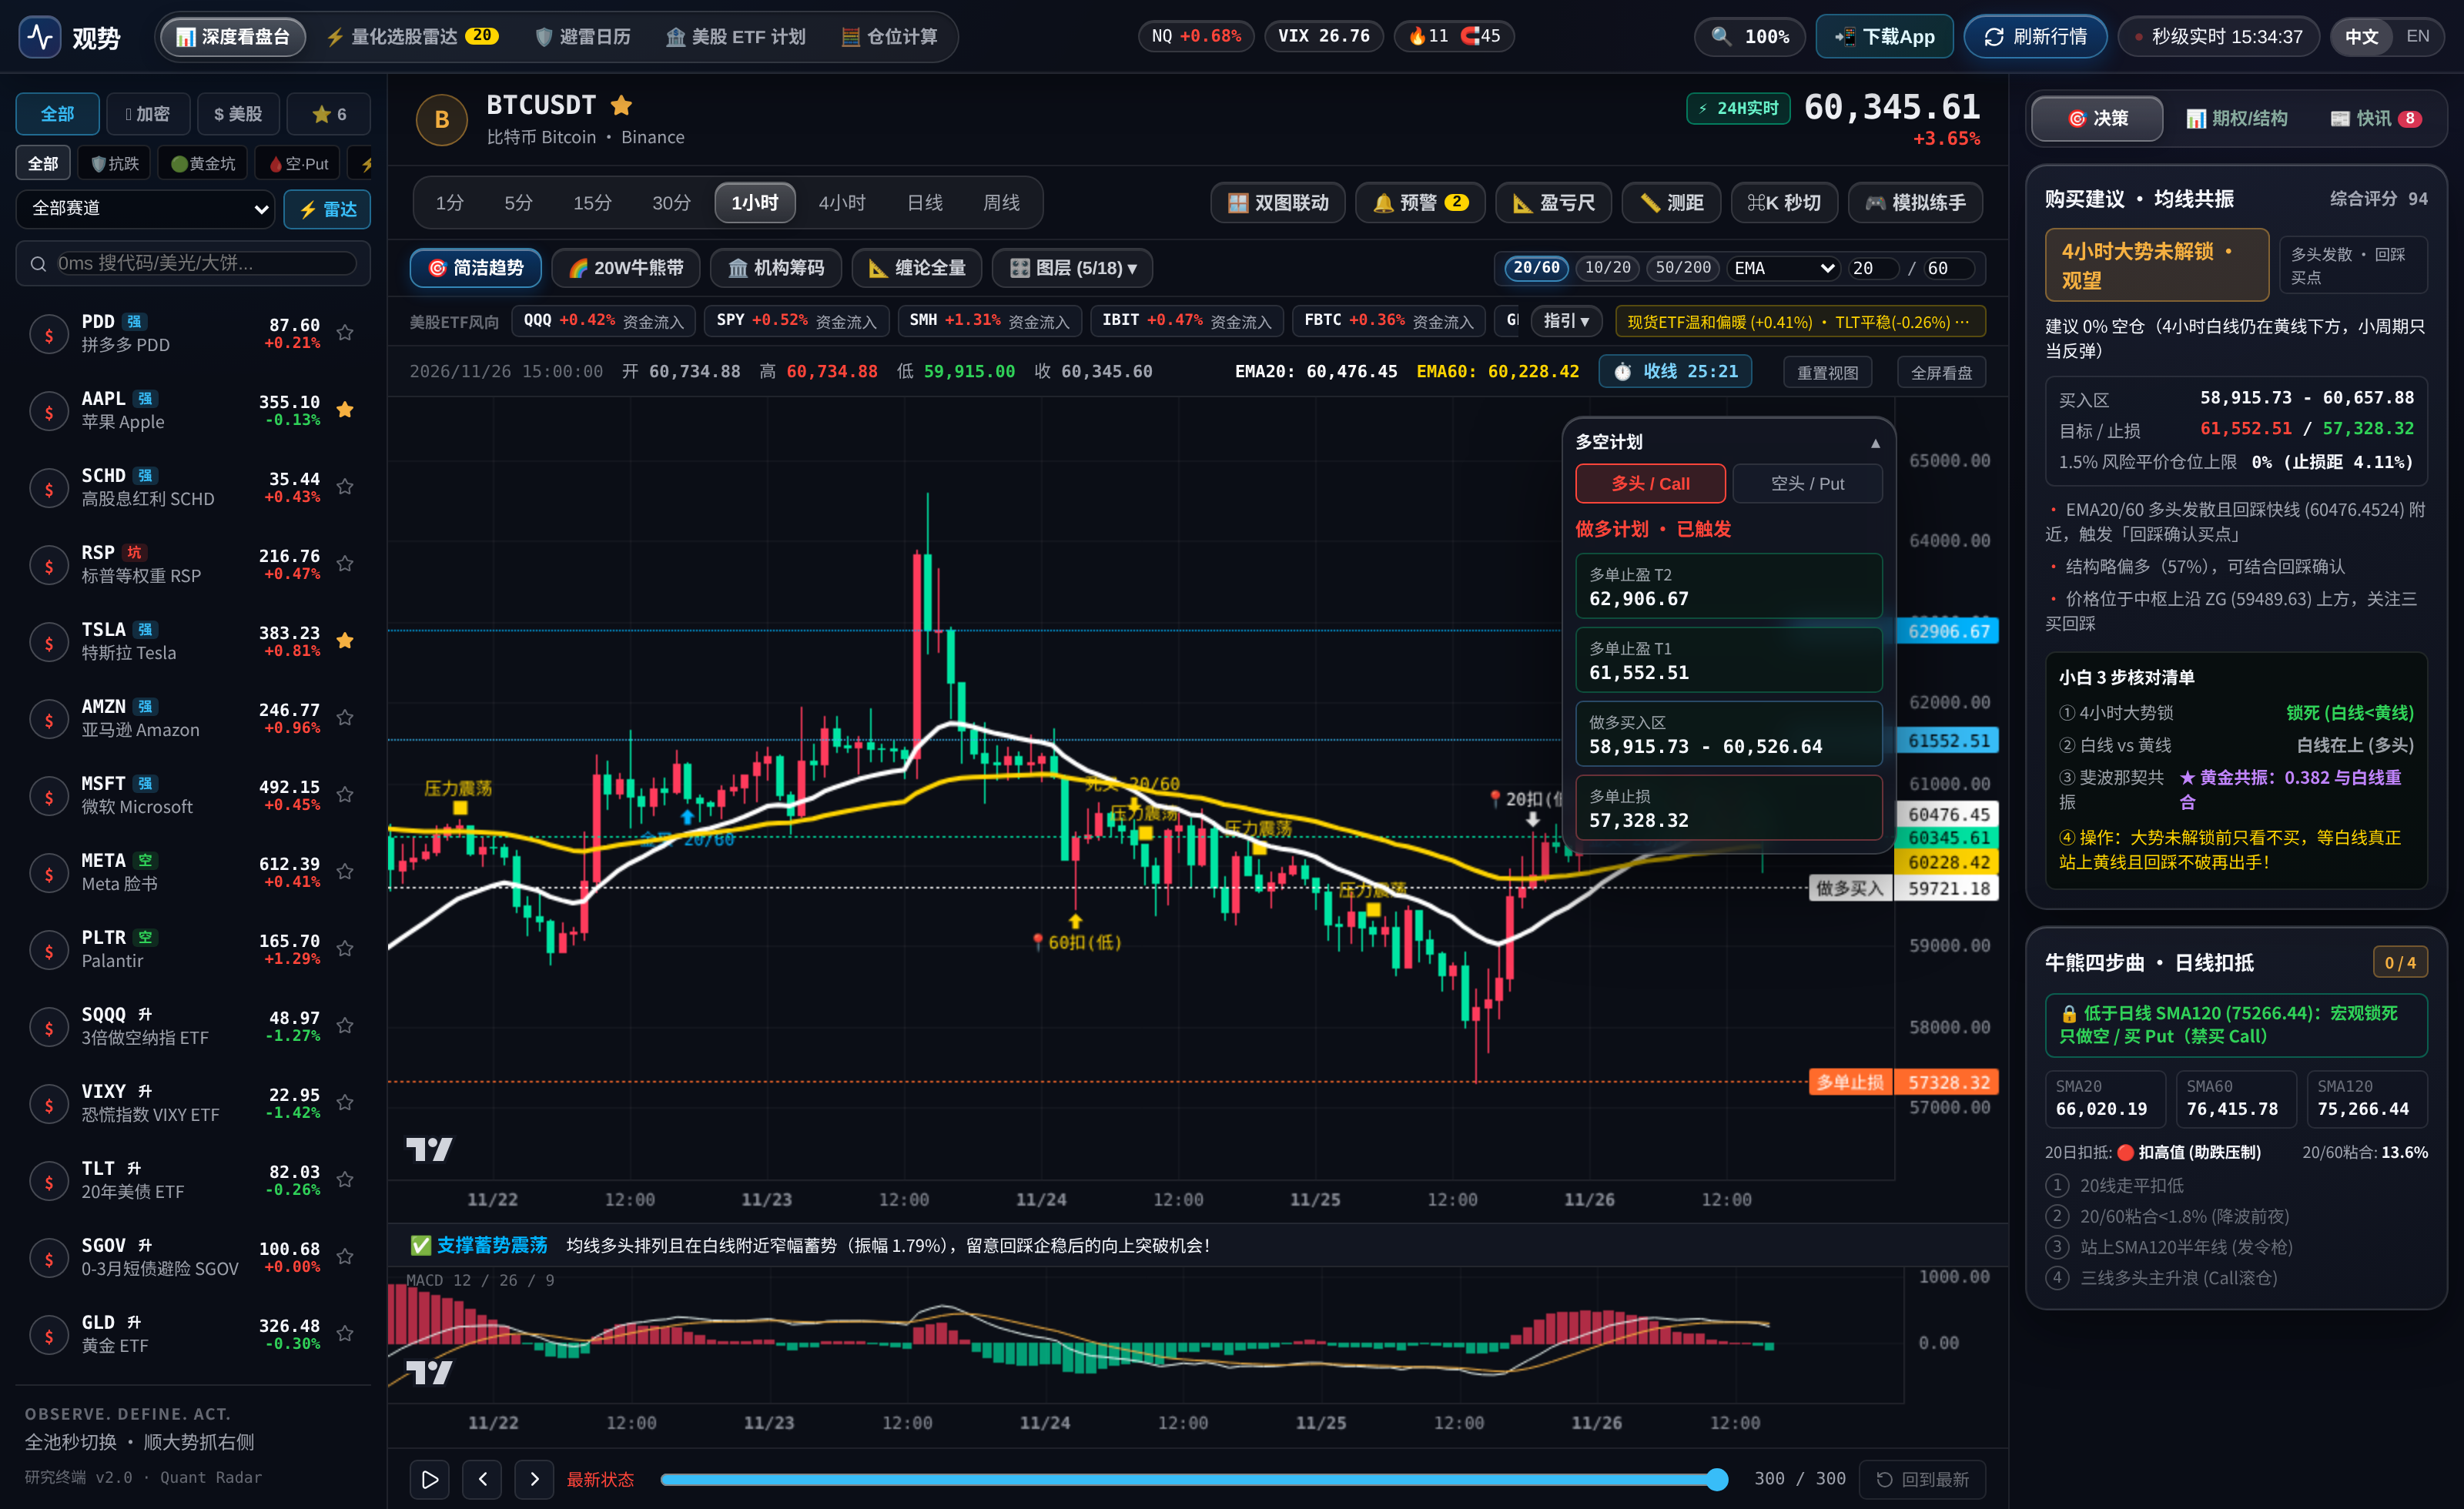 观势
📊 深度看盘台
⚡ 量化选股雷达 20
🛡️ 避雷日历
🏦 美股 ETF 计划
🧮 仓位计算
NQ +0.68%
VIX 26.76
🔥11 🧲45
🔍 100%
📲 下载App
刷新行情
秒级实时 15:34:37
中文 EN
全部
加密
$ 美股
⭐ 6
全部
🛡️抗跌
🟢黄金坑
🩸空·Put
全部赛道
⚡ 雷达
0ms 搜代码/美光/大饼...
PDD 强 87.60
拼多多 PDD +0.21%
AAPL 强 355.10
苹果 Apple -0.13%
SCHD 强 35.44
高股息红利 SCHD +0.43%
RSP 坑 216.76
标普等权重 RSP +0.47%
TSLA 强 383.23
特斯拉 Tesla +0.81%
AMZN 强 246.77
亚马逊 Amazon +0.96%
MSFT 强 492.15
微软 Microsoft +0.45%
META 空 612.39
Meta 脸书 +0.41%
PLTR 空 165.70
Palantir +1.29%
SQQQ 升 48.97
3倍做空纳指 ETF -1.27%
VIXY 升 22.95
恐慌指数 VIXY ETF -1.42%
TLT 升 82.03
20年美债 ETF -0.26%
SGOV 升 100.68
0-3月短债避险 SGOV +0.00%
GLD 升 326.48
黄金 ETF -0.30%
OBSERVE. DEFINE. ACT.
全池秒切换 • 顺大势抓右侧
研究终端 v2.0 · Quant Radar
B
BTCUSDT
比特币 Bitcoin • Binance
⚡ 24H实时 60,345.61
+3.65%
1分 5分 15分 30分 1小时 4小时 日线 周线
🪟 双图联动
🔔 预警 2
📐 盈亏尺
📏 测距
⌘K 秒切
🎮 模拟练手
🎯 简洁趋势
🌈 20W牛熊带
🏛️ 机构筹码
📐 缠论全量
🎛️ 图层 (5/18) ▾
20/60 10/20 50/200 EMA 20 / 60
美股ETF风向
QQQ +0.42% 资金流入
SPY +0.52% 资金流入
SMH +1.31% 资金流入
IBIT +0.47% 资金流入
FBTC +0.36% 资金流入
指引 ▾
现货ETF温和偏暖 (+0.41%) • TLT平稳(-0.26%) ···
2026/11/26 15:00:00 开 60,734.88 高 60,734.88 低 59,915.00 收 60,345.60
EMA20: 60,476.45 EMA60: 60,228.42
⏱️ 收线 25:21
重置视图
全屏看盘
压力震荡
金叉 20/60
死叉 20/60
压力震荡
压力震荡
压力震荡
📍60扣(低)
📍20扣(
多空计划 ▲
多头 / Call
空头 / Put
做多计划 • 已触发
多单止盈 T2
62,906.67
多单止盈 T1
61,552.51
做多买入区
58,915.73 - 60,526.64
多单止损
57,328.32
65000.00
64000.00
62906.67
62000.00
61552.51
61000.00
60476.45
60345.61
60228.42
做多买入 59721.18
59000.00
58000.00
多单止损 57328.32
57000.00
11/22 12:00 11/23 12:00 11/24 12:00 11/25 12:00 11/26 12:00
✅ 支撑蓄势震荡 均线多头排列且在白线附近窄幅蓄势（振幅 1.79%），留意回踩企稳后的向上突破机会！
MACD 12 / 26 / 9
1000.00
0.00
11/22 12:00 11/23 12:00 11/24 12:00 11/25 12:00 11/26 12:00
最新状态
300 / 300
回到最新
🎯 决策
📊 期权/结构
📰 快讯 8
购买建议 • 均线共振
综合评分 94
4小时大势未解锁 •
观望
多头发散 • 回踩
买点
建议 0% 空仓（4小时白线仍在黄线下方，小周期只
当反弹）
买入区 58,915.73 - 60,657.88
目标 / 止损 61,552.51 / 57,328.32
1.5% 风险平价仓位上限 0% (止损距 4.11%)
• EMA20/60 多头发散且回踩快线 (60476.4524) 附
近，触发「回踩确认买点」
• 结构略偏多（57%），可结合回踩确认
• 价格位于中枢上沿 ZG (59489.63) 上方，关注三
买回踩
小白 3 步核对清单
① 4小时大势锁 锁死 (白线<黄线)
② 白线 vs 黄线 白线在上 (多头)
③ 斐波那契共振 ★ 黄金共振：0.382 与白线重合
④ 操作：大势未解锁前只看不买，等白线真正
站上黄线且回踩不破再出手！
牛熊四步曲 • 日线扣抵
0 / 4
🔒 低于日线 SMA120 (75266.44)：宏观锁死
只做空 / 买 Put（禁买 Call）
SMA20
66,020.19
SMA60
76,415.78
SMA120
75,266.44
20日扣抵: 🔴 扣高值 (助跌压制)
20/60粘合: 13.6%
1 20线走平扣低
2 20/60粘合<1.8% (降波前夜)
3 站上SMA120半年线 (发令枪)
4 三线多头主升浪 (Call滚仓)